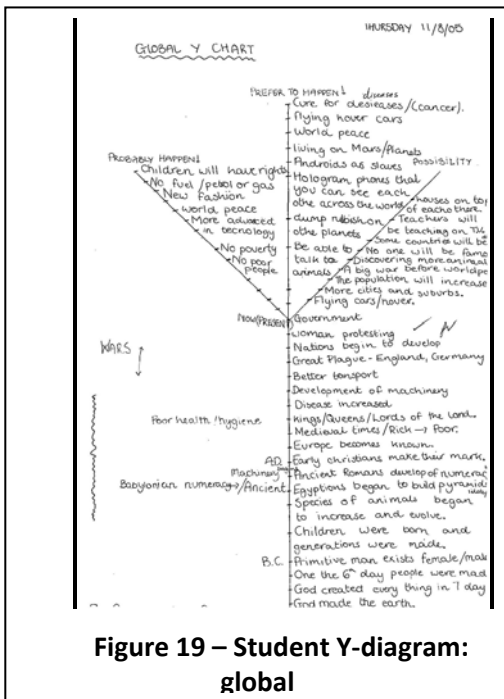 THURSDAY 11/8/05
GLOBAL Y CHART
PREFER TO HAPPEN↓ diseases
Cure for desieases/(cancer).
flying hover cars
World peace
living on Mars/Planets
Androids as slaves
Hologram phones that
you can see each
othe across the world
dump rubish on
othe planets
Be able to
talk to
animals
PROBABLY HAPPEN↓
Children will have rights
No fuel/petrol or gas
New Fashion
World peace
More advaced
in tecnology
No poverty
No poor
people
POSSIBILITY
houses on top
of eachothere.
Teachers will
be teaching on
Some countries will be
No one will be famo
Discovering more animal
A big war before worldpe
The population will increase
More cities and suburbs.
Flying cars/hover.
NOW (PRESENT)
Government
Woman protesting
Nations begin to develop
WARS
Great Plague - England, Germany
Better transport
Development of machinery
Disease increased
Poor health/hygiene
Kings/Queens/Lords of the land.
Medieval times/Rich → Poor.
Europe becomes known.
AD
Early christians make their mark.
Machinery
Ancient Romans develop of numerac
Babylonian numeracy→/Ancient
Egyptions began to build pyramids
Species of animals began
to increase and evolve.
Children were born and
generations were made.
B.C.
Primitive man exists female/male
One the 6th day people were mad
God created every thing in 7 day
God made the earth.
Figure 19 – Student Y-diagram:
global